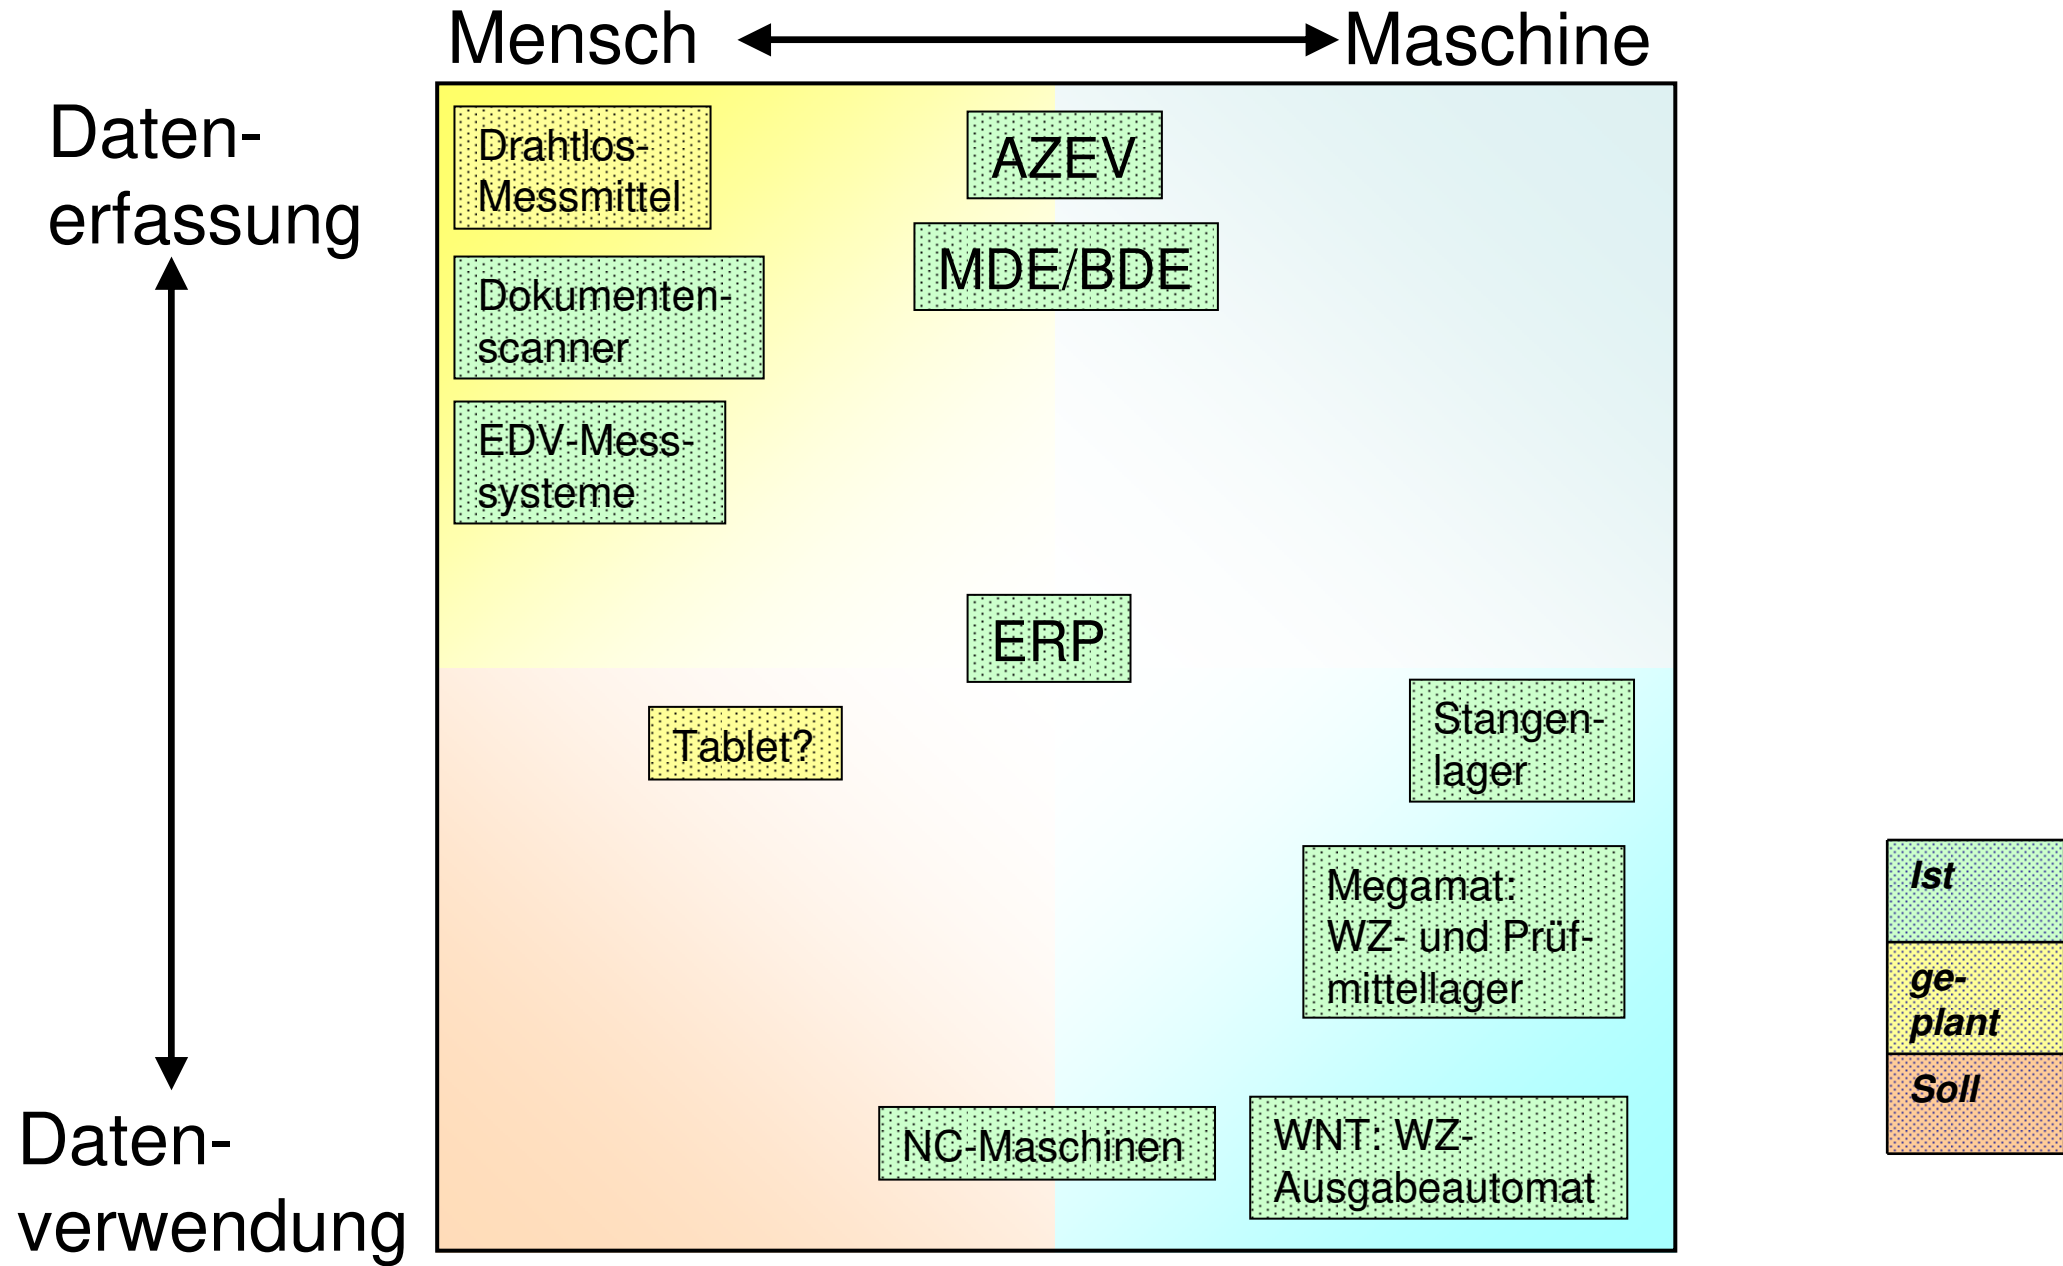 Mensch
Maschine
Daten-
erfassung
Drahtlos-
Messmittel
AZEV
MDE/BDE
Dokumenten-
scanner
EDV-Mess-
systeme
ERP
Tablet?
Stangen-
lager
Megamat:
WZ- und Prüf-
mittellager
Ist
ge-
plant
Soll
Daten-
verwendung
NC-Maschinen
WNT: WZ-
Ausgabeautomat